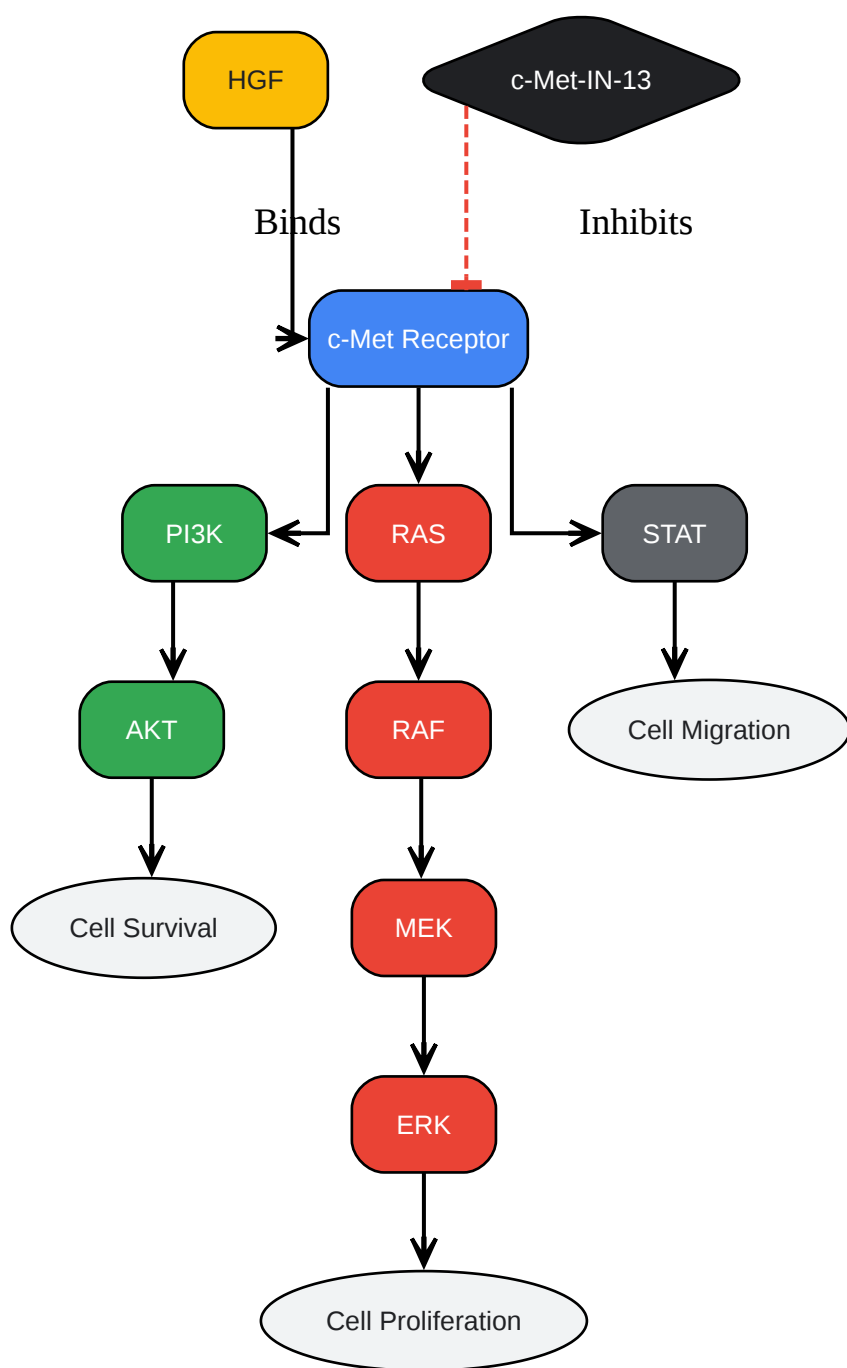 HGF
c-Met-IN-13
Binds
Inhibits
c-Met Receptor
PI3K
RAS
STAT
AKT
RAF
Cell Migration
Cell Survival
MEK
ERK
Cell Proliferation